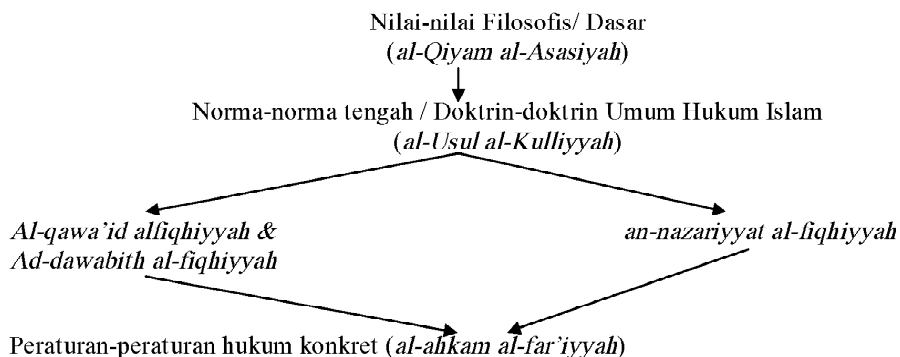 Nilai-nilai Filosofis/ Dasar
(al-Qiyam al-Asasiyah)
Norma-norma tengah / Doktrin-doktrin Umum Hukum Islam
(al-Usul al-Kulliyyah)
Al-qawa'id alfiqhiyyah &
Ad-dawabith al-fiqhiyyah
an-nazariyyat al-fiqhiyyah
Peraturan-peraturan hukum konkret (al-ahkam al-far'iyyah)